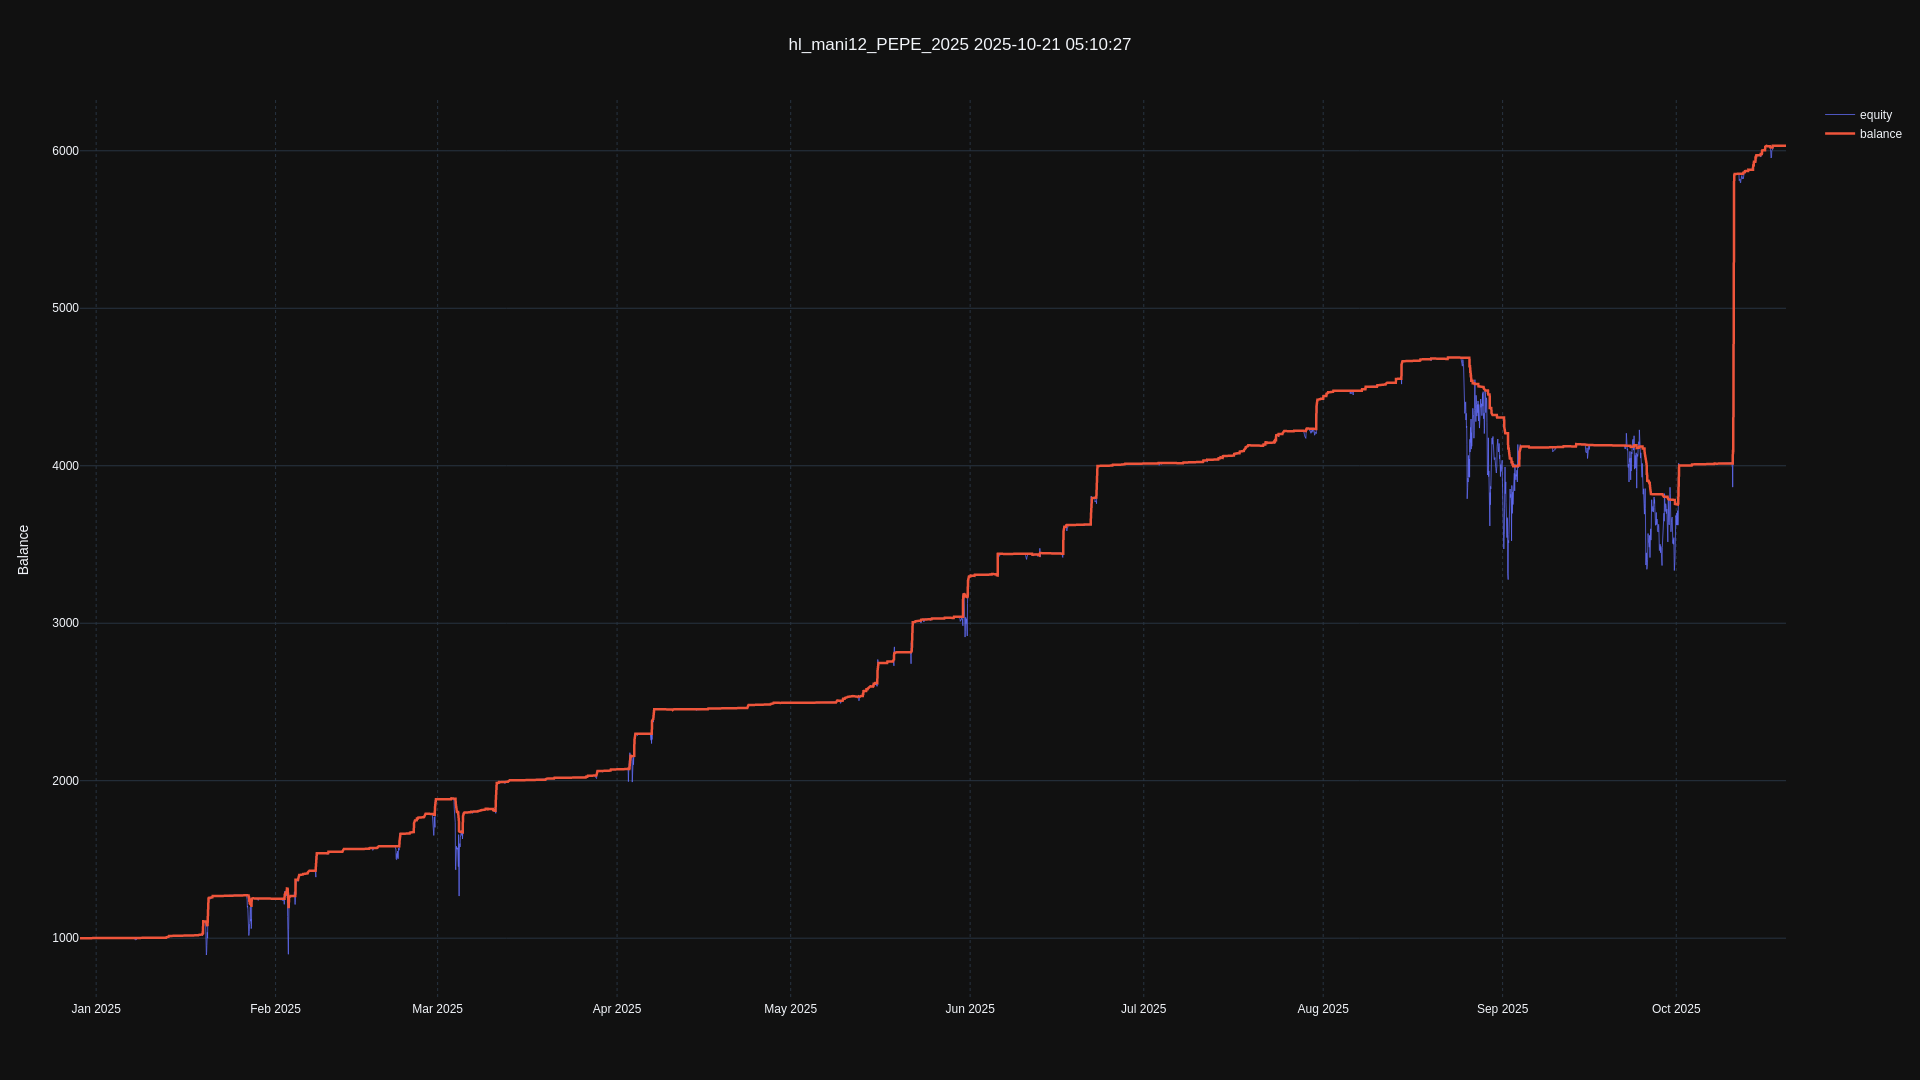 hl_mani12_PEPE_2025 2025-10-21 05:10:27
equity
balance
6000
5000
4000
3000
2000
1000
Balance
Jan 2025
Feb 2025
Mar 2025
Apr 2025
May 2025
Jun 2025
Jul 2025
Aug 2025
Sep 2025
Oct 2025